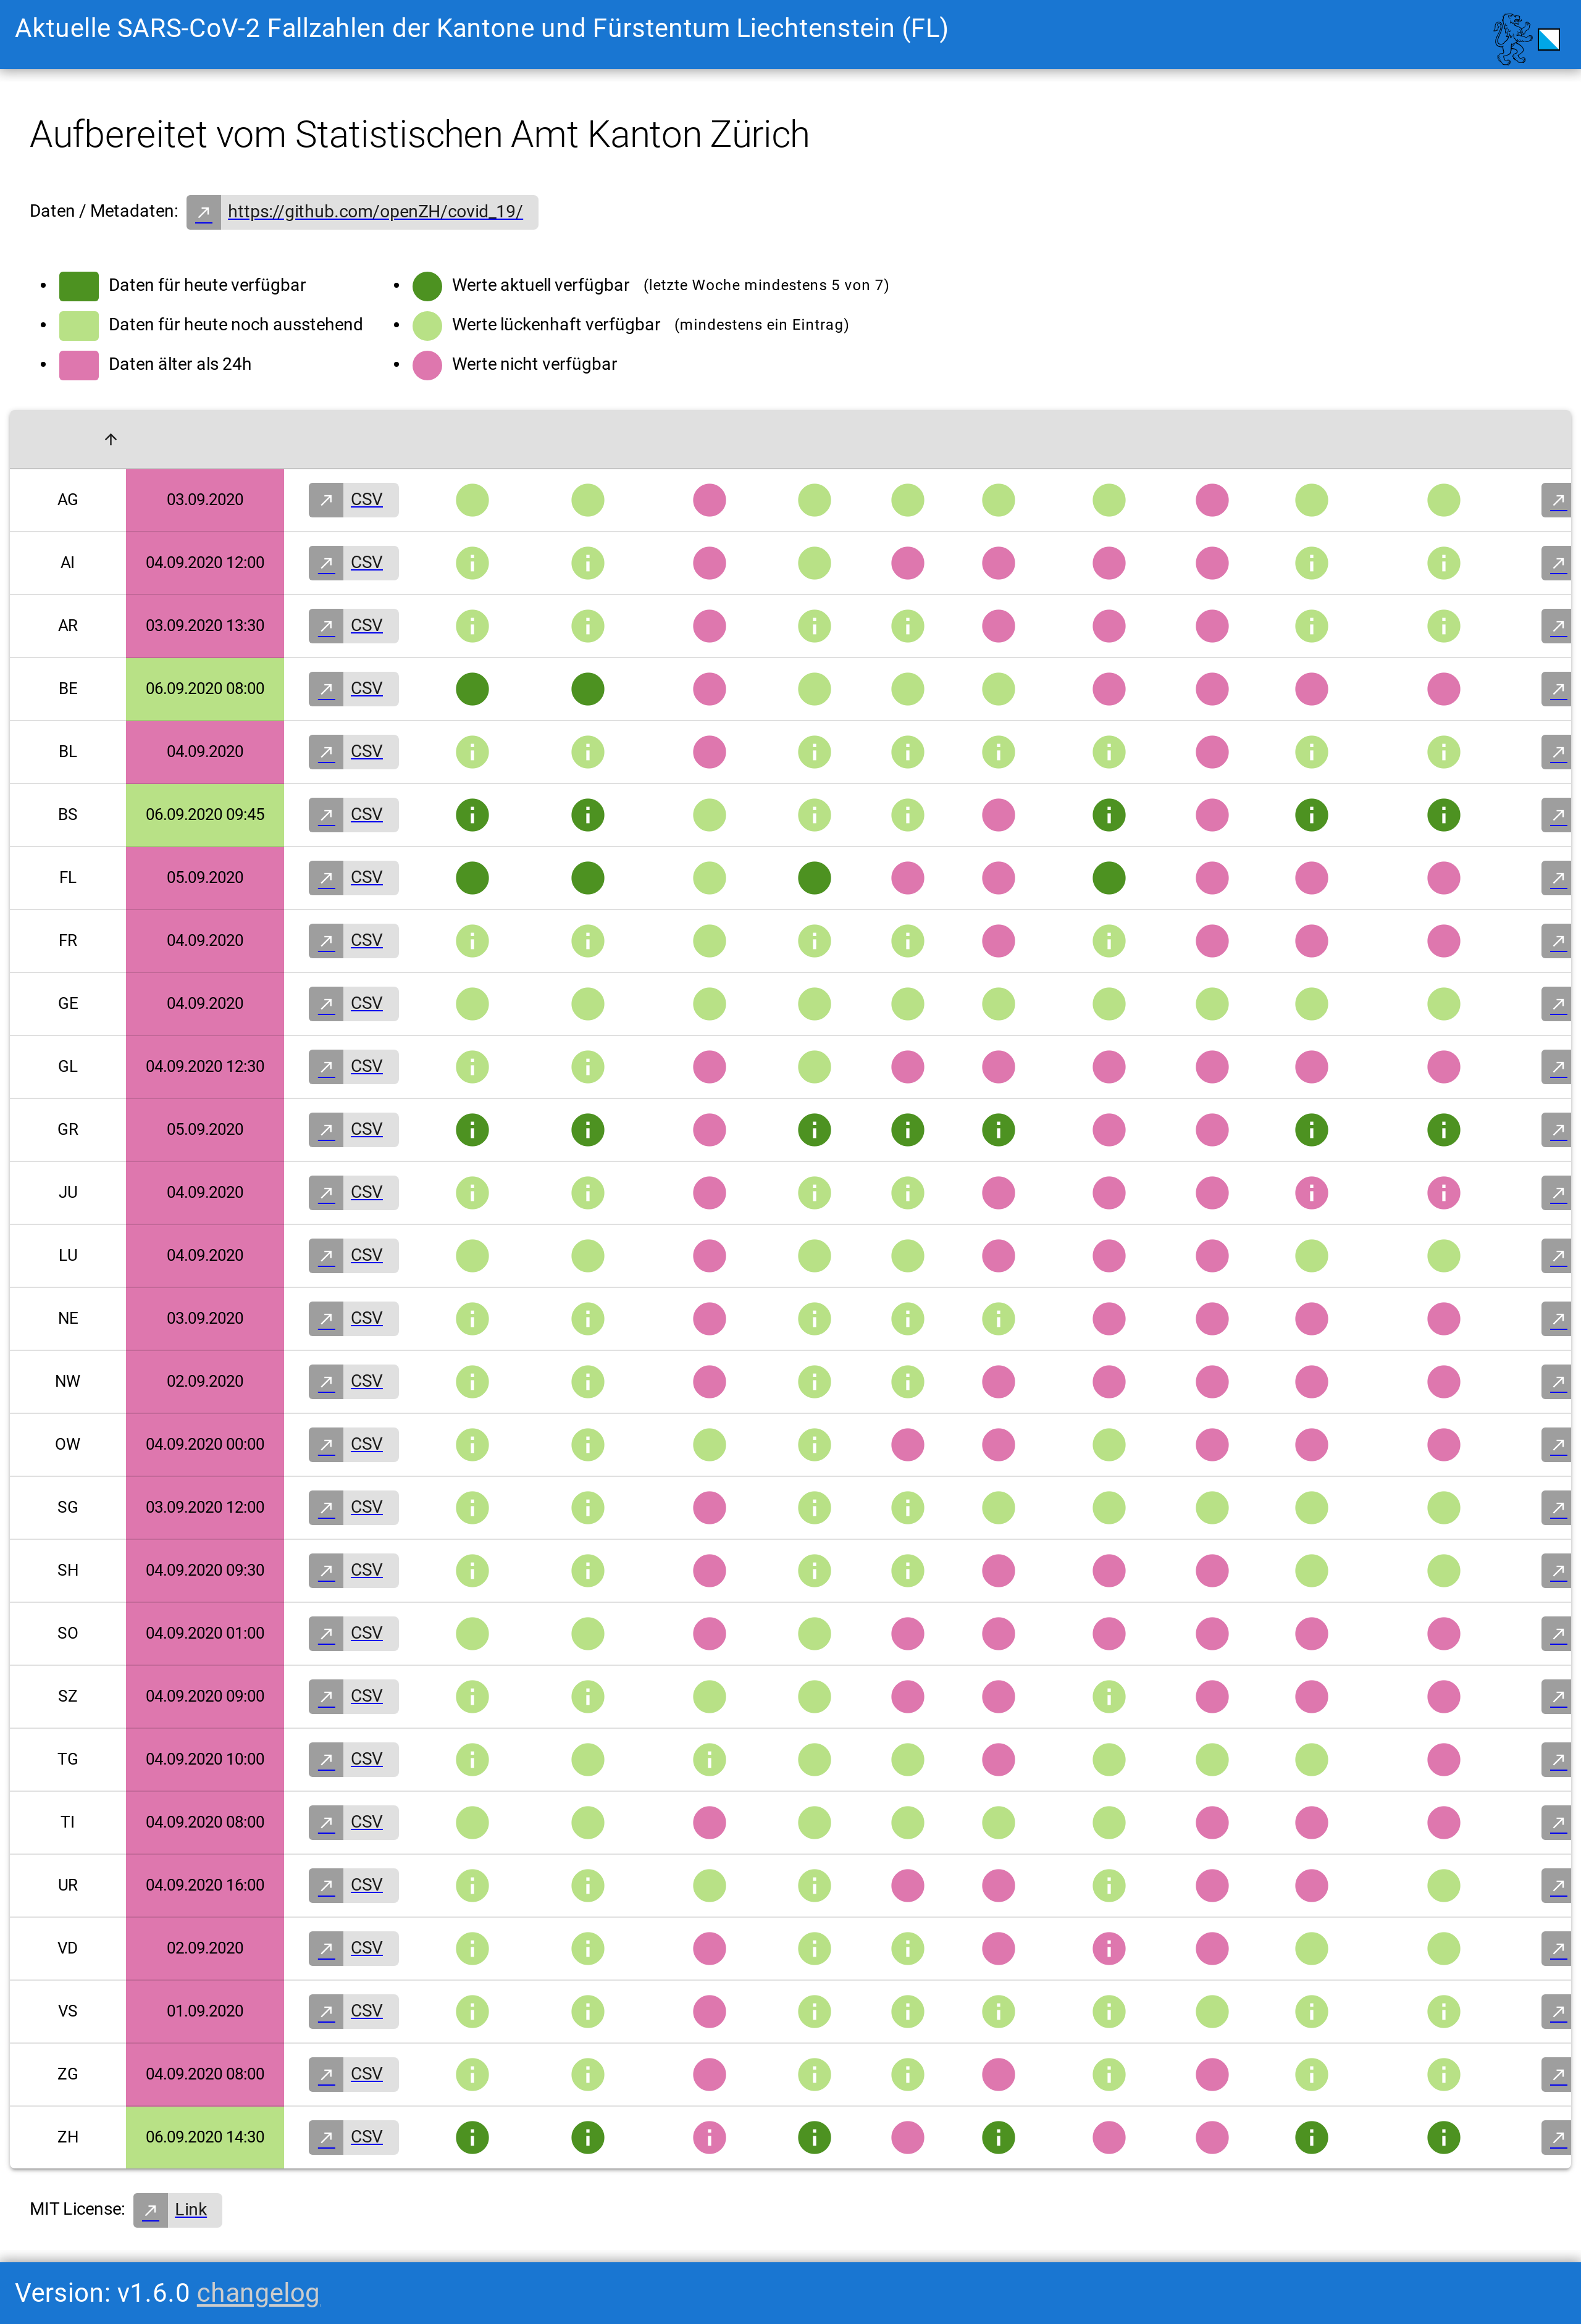 Aktuelle SARS-CoV-2 Fallzahlen der Kantone und Fürstentum Liechtenstein (FL)
Aufbereitet vom Statistischen Amt Kanton Zürich
Daten / Metadaten: https://github.com/openZH/covid_19/
Daten für heute verfügbar
Daten für heute noch ausstehend
Daten älter als 24h
Werte aktuell verfügbar (letzte Woche mindestens 5 von 7)
Werte lückenhaft verfügbar (mindestens ein Eintrag)
Werte nicht verfügbar
AG 03.09.2020 CSV
AI 04.09.2020 12:00 CSV
AR 03.09.2020 13:30 CSV
BE 06.09.2020 08:00 CSV
BL 04.09.2020 CSV
BS 06.09.2020 09:45 CSV
FL 05.09.2020 CSV
FR 04.09.2020 CSV
GE 04.09.2020 CSV
GL 04.09.2020 12:30 CSV
GR 05.09.2020 CSV
JU 04.09.2020 CSV
LU 04.09.2020 CSV
NE 03.09.2020 CSV
NW 02.09.2020 CSV
OW 04.09.2020 00:00 CSV
SG 03.09.2020 12:00 CSV
SH 04.09.2020 09:30 CSV
SO 04.09.2020 01:00 CSV
SZ 04.09.2020 09:00 CSV
TG 04.09.2020 10:00 CSV
TI 04.09.2020 08:00 CSV
UR 04.09.2020 16:00 CSV
VD 02.09.2020 CSV
VS 01.09.2020 CSV
ZG 04.09.2020 08:00 CSV
ZH 06.09.2020 14:30 CSV
MIT License: Link
Version: v1.6.0 changelog